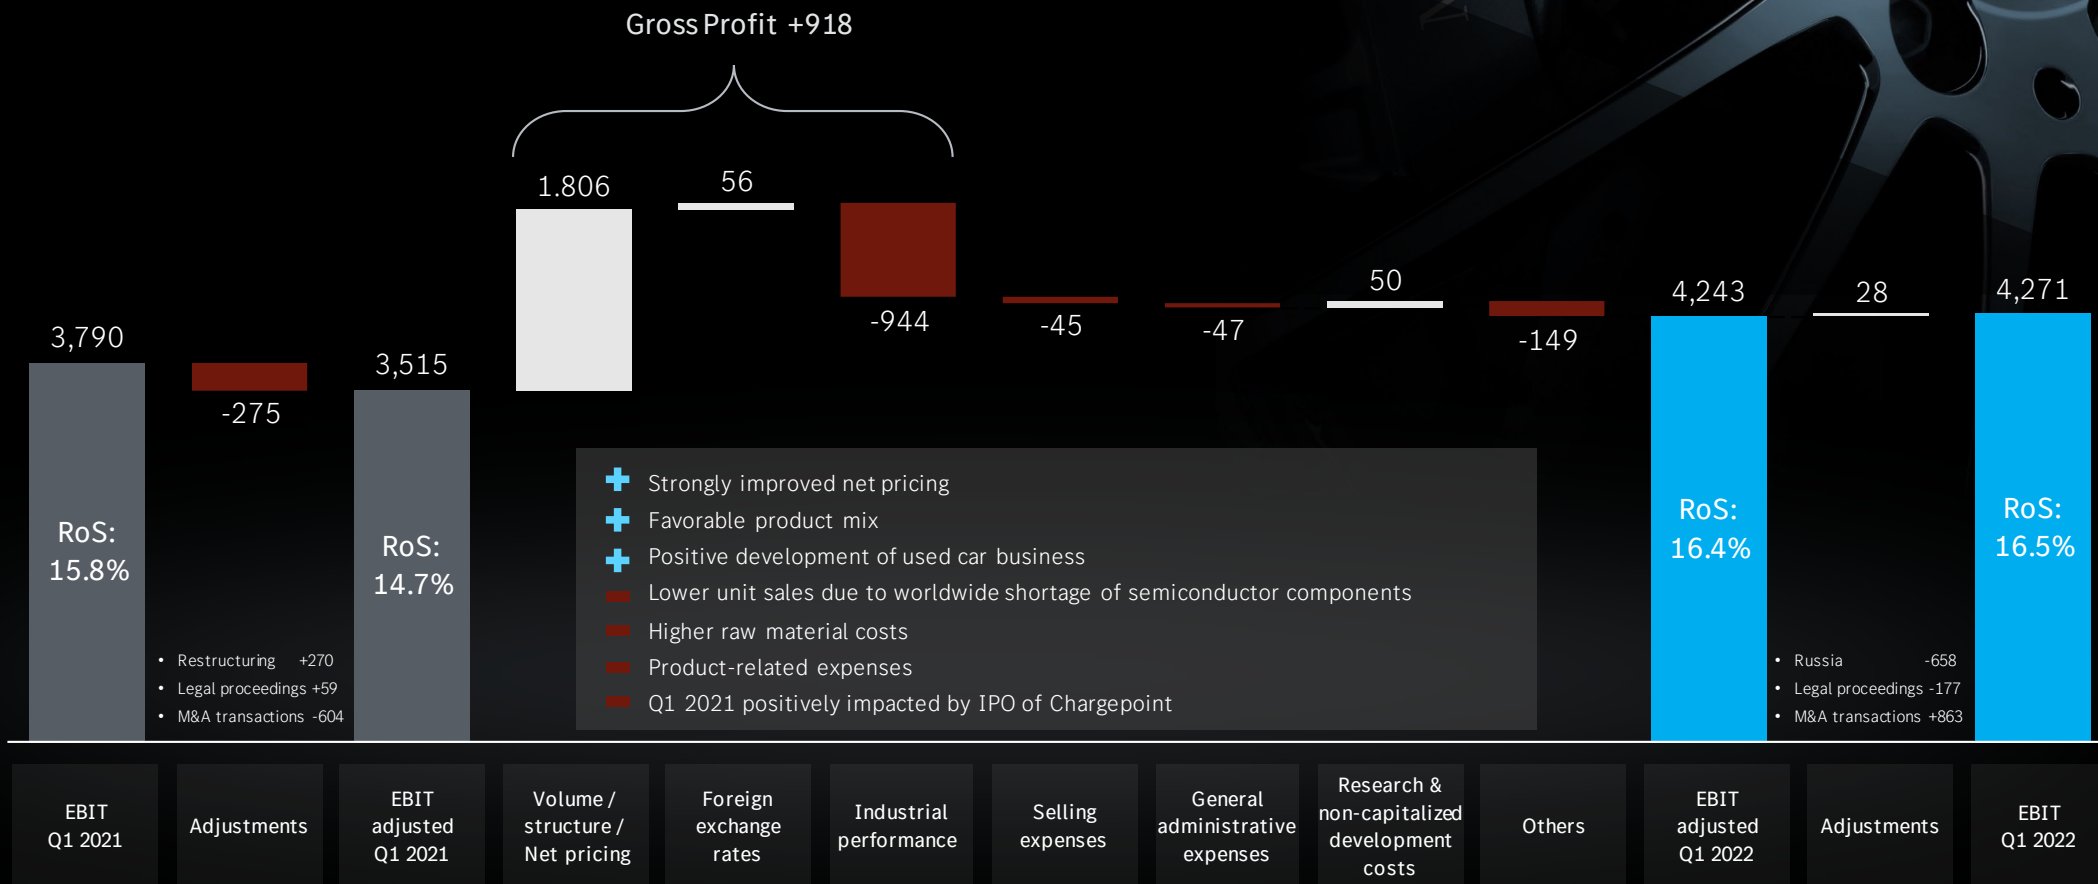 Gross Profit +918
1.806
56
-944
-45
-47
50
-149
4,243
28
4,271
3,790
-275
3,515
RoS:
15.8%
RoS:
14.7%
RoS:
16.4%
RoS:
16.5%
Strongly improved net pricing
Favorable product mix
Positive development of used car business
Lower unit sales due to worldwide shortage of semiconductor components
Higher raw material costs
Product-related expenses
Q1 2021 positively impacted by IPO of Chargepoint
• Restructuring +270
• Legal proceedings +59
• M&A transactions -604
• Russia -658
• Legal proceedings -177
• M&A transactions +863
EBIT
Q1 2021
Adjustments
EBIT
adjusted
Q1 2021
Volume /
structure /
Net pricing
Foreign
exchange
rates
Industrial
performance
Selling
expenses
General
administrative
expenses
Research &
non-capitalized
development
costs
Others
EBIT
adjusted
Q1 2022
Adjustments
EBIT
Q1 2022